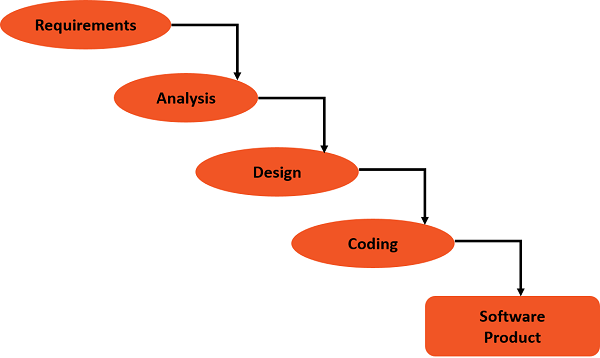 Requirements
Analysis
Design
Coding
Software
Product